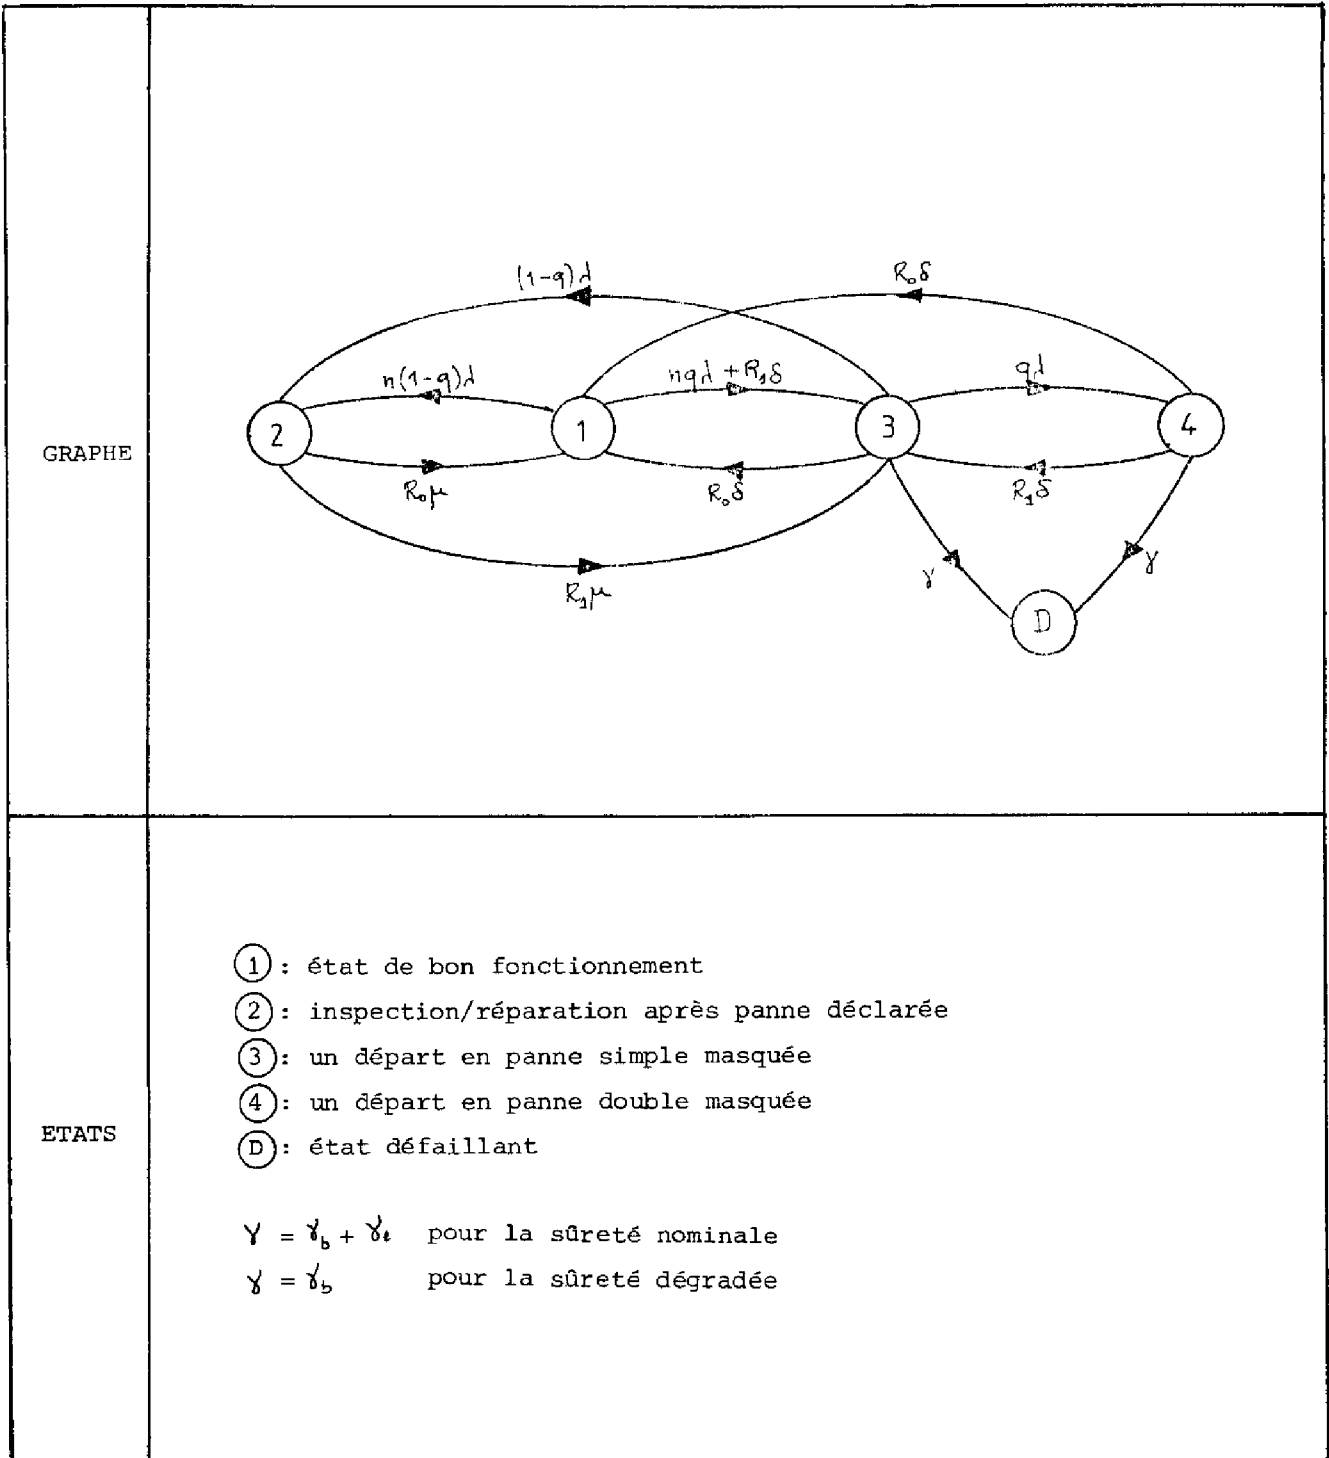 GRAPHE
(1-q)λ
R₀δ
n(1-q)λ
nqλ + R₁δ
qλ
2
1
3
4
R₀μ
R₀δ
R₁δ
R₁μ
γ
γ
D
ETATS
1 : état de bon fonctionnement
2 : inspection/réparation après panne déclarée
3 : un départ en panne simple masquée
4 : un départ en panne double masquée
D : état défaillant
γ = γb + γt pour la sûreté nominale
γ = γb pour la sûreté dégradée